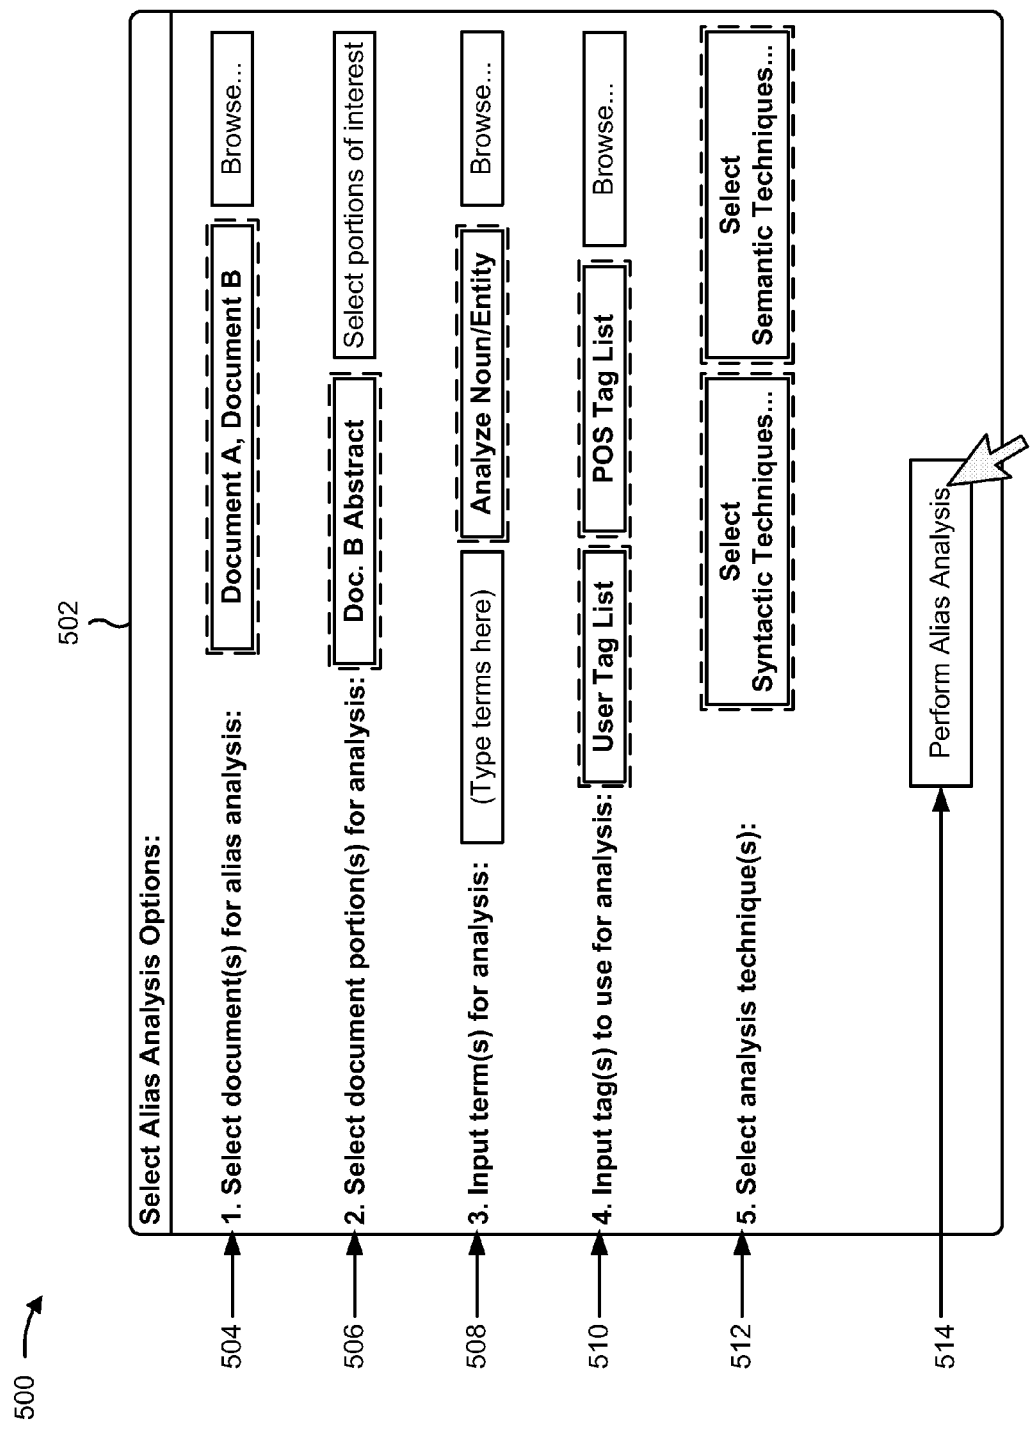 500
502
Select Alias Analysis Options:
504
1. Select document(s) for alias analysis:
Document A, Document B
Browse...
506
2. Select document portion(s) for analysis:
Doc. B Abstract
Select portions of interest
508
3. Input term(s) for analysis:
(Type terms here)
Analyze Noun/Entity
Browse...
510
4. Input tag(s) to use for analysis:
User Tag List
POS Tag List
Browse...
512
5. Select analysis technique(s):
Select
Syntactic Techniques...
Select
Semantic Techniques...
514
Perform Alias Analysis